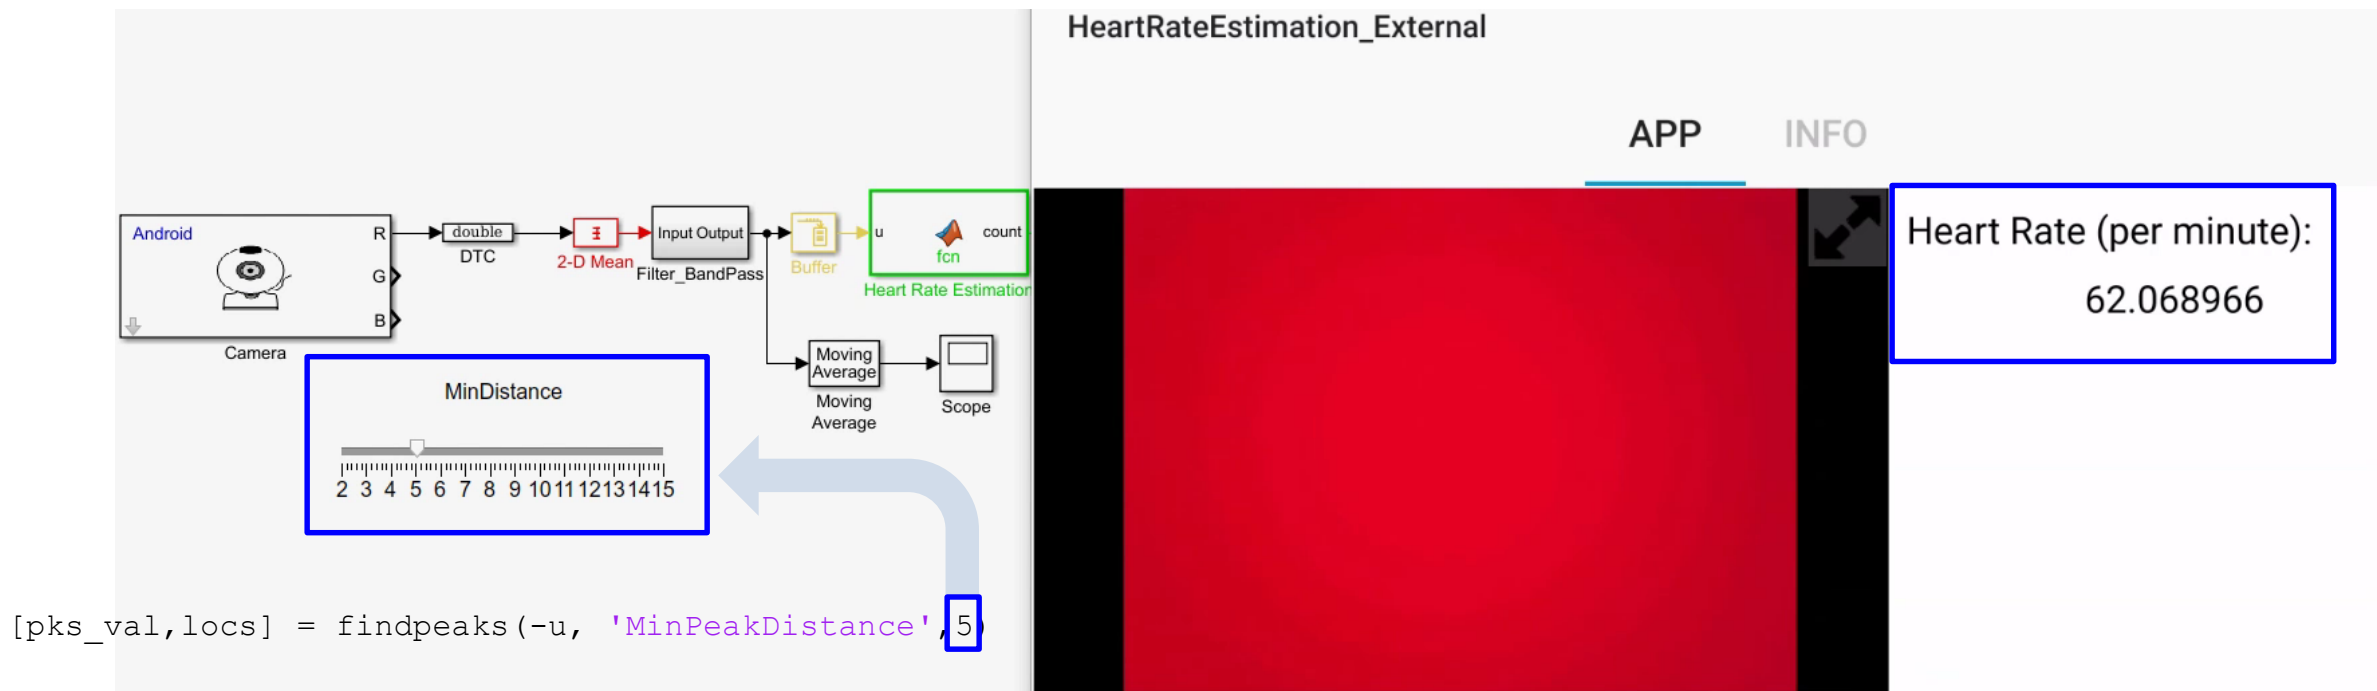 HeartRateEstimation_External
APP INFO
Android
R
G
B
Camera
double
DTC
2-D Mean
Input Output
Filter_BandPass
Buffer
u
count
fcn
Heart Rate Estimation
Moving
Average
Moving
Average
Scope
Heart Rate (per minute):
62.068966
MinDistance
2 3 4 5 6 7 8 9 10 11 12 13 14 15
[pks_val,locs] = findpeaks(-u, 'MinPeakDistance',5)